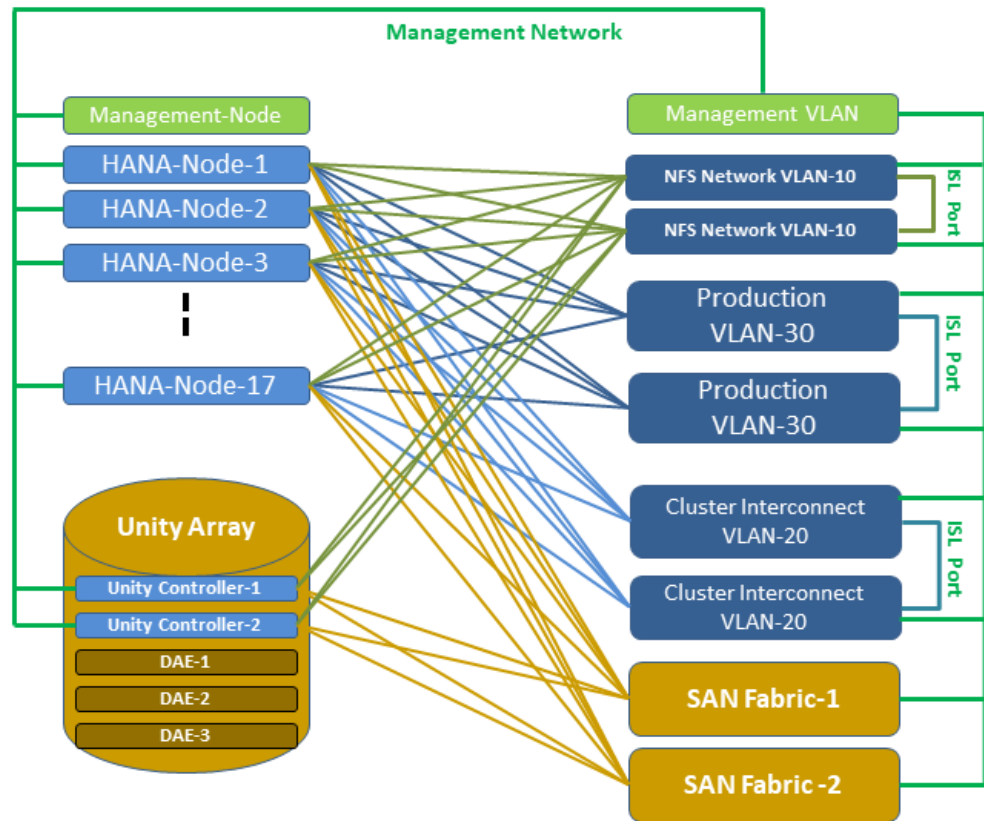 Management Network
Management-Node
HANA-Node-1
HANA-Node-2
HANA-Node-3
HANA-Node-17
Unity Array
Unity Controller-1
Unity Controller-2
DAE-1
DAE-2
DAE-3
Management VLAN
NFS Network VLAN-10
NFS Network VLAN-10
ISL Port
Production
VLAN-30
Production
VLAN-30
ISL Port
Cluster Interconnect
VLAN-20
Cluster Interconnect
VLAN-20
ISL Port
SAN Fabric-1
SAN Fabric -2